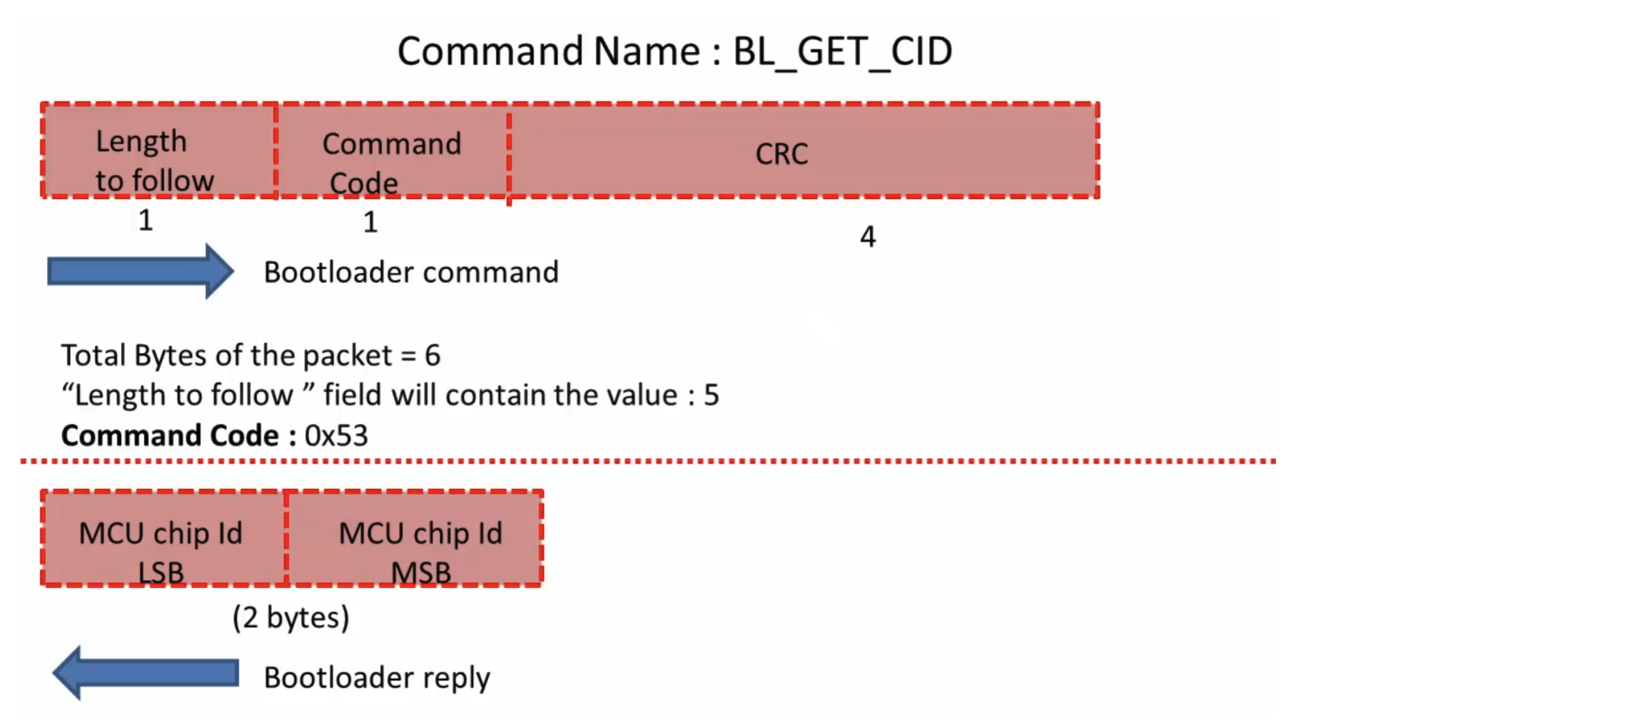 Command Name : BL_GET_CID
Length
to follow
Command
Code
CRC
1
1
4
Bootloader command
Total Bytes of the packet = 6
“Length to follow ” field will contain the value : 5
Command Code : 0x53
MCU chip Id
LSB
MCU chip Id
MSB
(2 bytes)
Bootloader reply